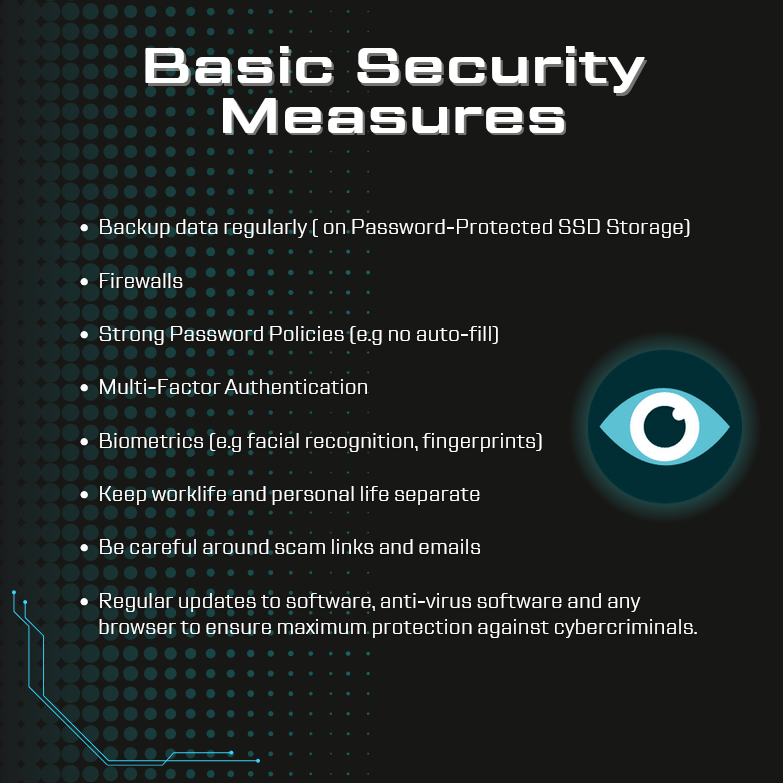 Basic Security
Measures
• Backup data regularly ( on Password-Protected SSD Storage)
• Firewalls
• Strong Password Policies (e.g no auto-fill)
• Multi-Factor Authentication
• Biometrics (e.g facial recognition, fingerprints)
• Keep worklife and personal life separate
• Be careful around scam links and emails
• Regular updates to software, anti-virus software and any
browser to ensure maximum protection against cybercriminals.